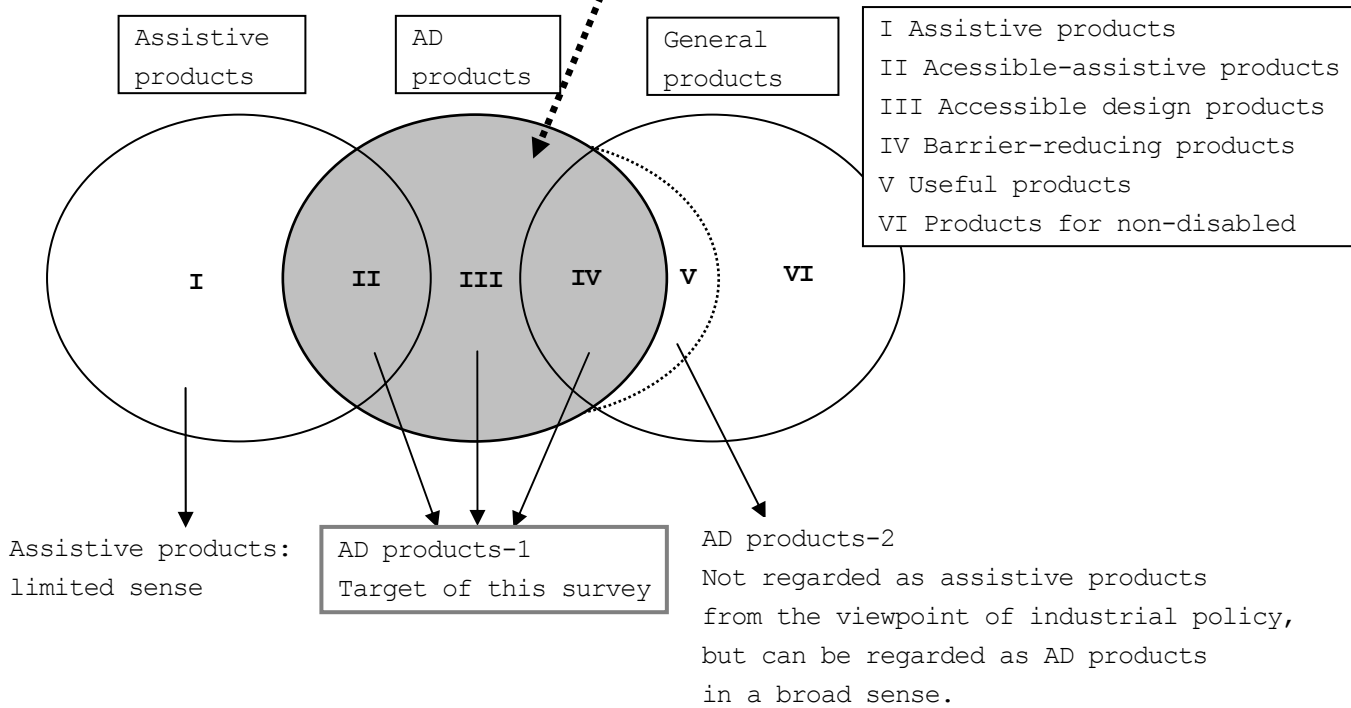 Assistive
products
AD
products
General
products
I Assistive products
II Acessible-assistive products
III Accessible design products
IV Barrier-reducing products
V Useful products
VI Products for non-disabled
I
II
III
IV
V
VI
Assistive products:
limited sense
AD products-1
Target of this survey
AD products-2
Not regarded as assistive products
from the viewpoint of industrial policy,
but can be regarded as AD products
in a broad sense.